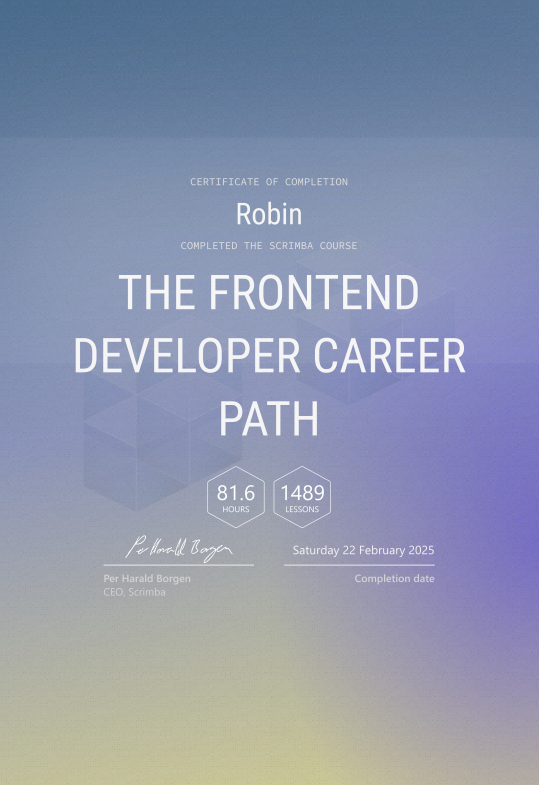 CERTIFICATE OF COMPLETION
Robin
COMPLETED THE SCRIMBA COURSE
THE FRONTEND
DEVELOPER CAREER
PATH
81.6
HOURS
1489
LESSONS
Per Harald Borgen
Saturday 22 February 2025
Per Harald Borgen
CEO, Scrimba
Completion date